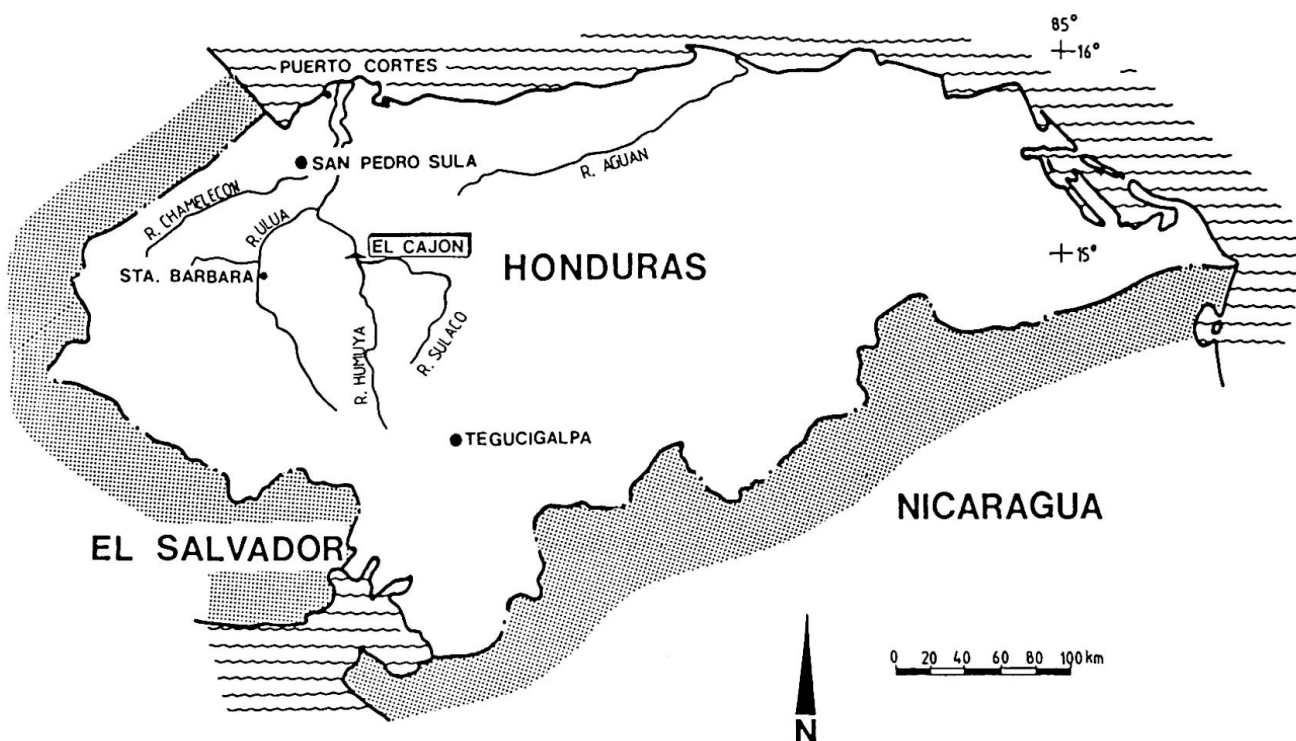 85°
16°
PUERTO CORTES
SAN PEDRO SULA
R. AGUAN
R. CHAMELECON
R. ULUA
EL CAJON
HONDURAS
15°
STA. BARBARA
R. HUMUYA
R. SULACO
TEGUCIGALPA
NICARAGUA
EL SALVADOR
0 20 40 60 80 100 km
N